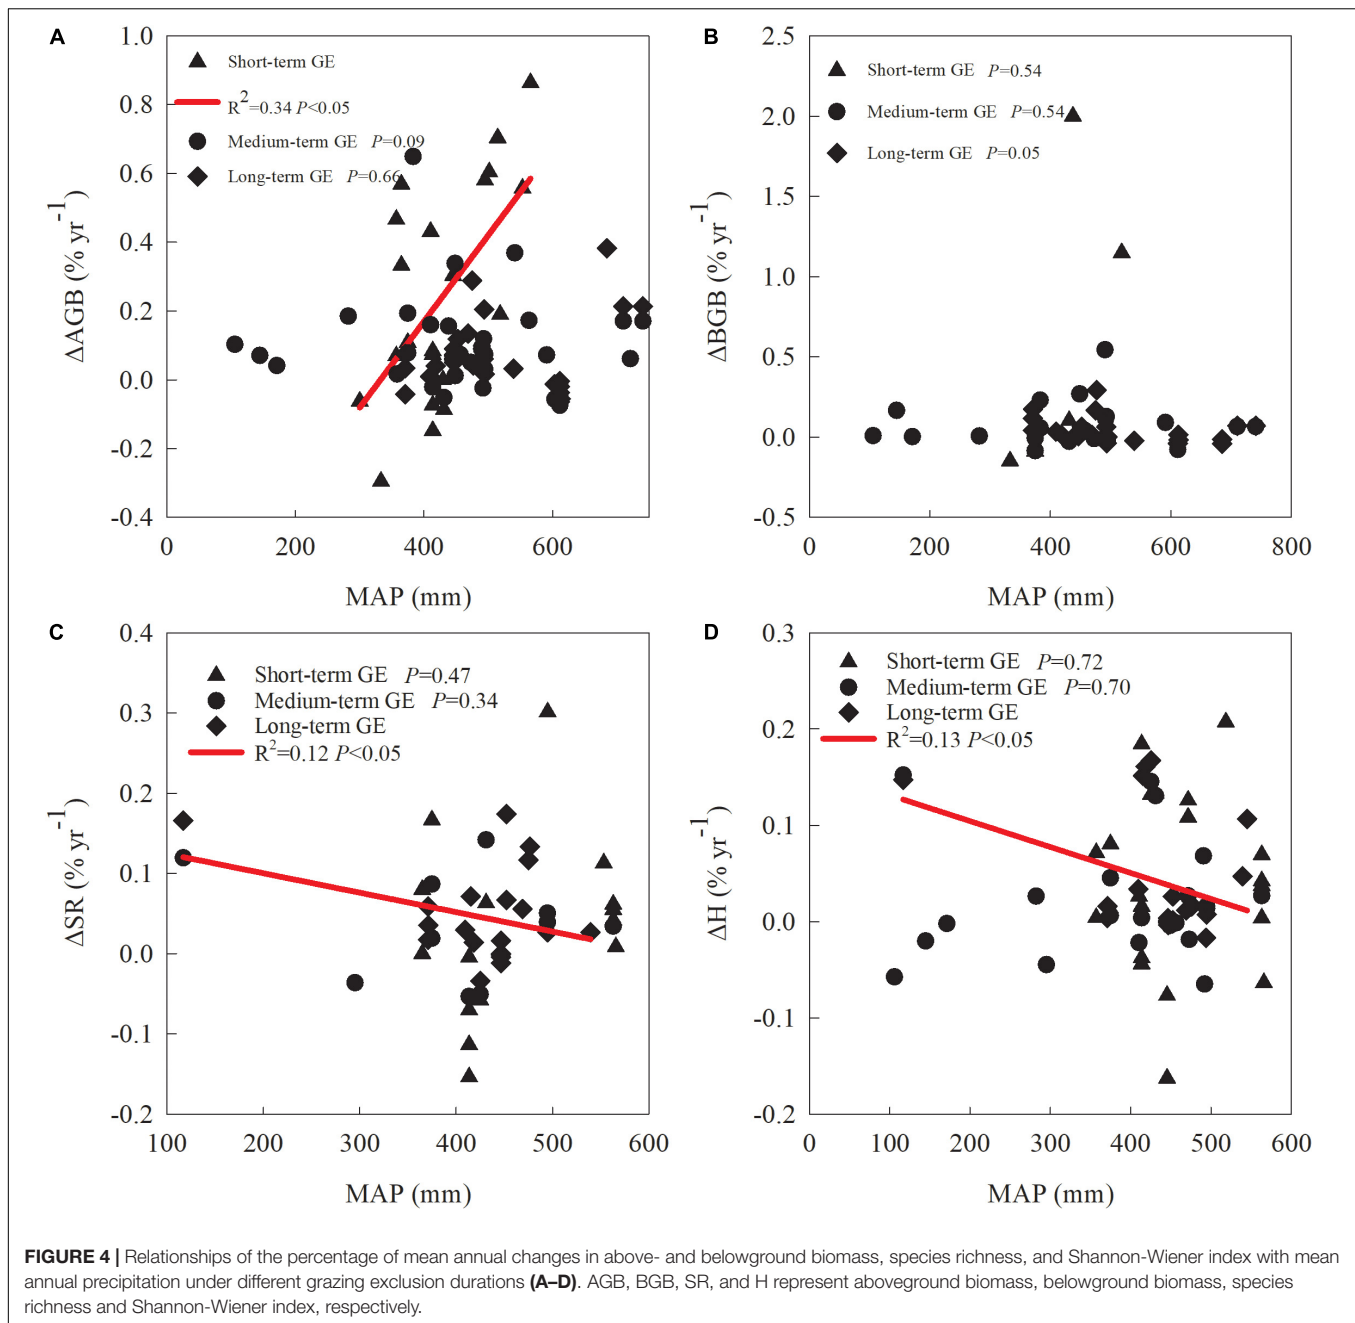 A
1.0
0.8
0.6
0.4
0.2
0.0
-0.2
-0.4
0
200
400
600
ΔAGB (% yr-1)
MAP (mm)
Short-term GE
R2=0.34 P<0.05
Medium-term GE P=0.09
Long-term GE P=0.66
B
2.5
2.0
1.5
1.0
0.5
0.0
-0.5
0
200
400
600
800
ΔBGB (% yr-1)
MAP (mm)
Short-term GE P=0.54
Medium-term GE P=0.54
Long-term GE P=0.05
C
0.4
0.3
0.2
0.1
0.0
-0.1
-0.2
100
200
300
400
500
600
ΔSR (% yr-1)
MAP (mm)
Short-term GE P=0.47
Medium-term GE P=0.34
Long-term GE
R2=0.12 P<0.05
D
0.3
0.2
0.1
0.0
-0.1
-0.2
0
100
200
300
400
500
600
ΔH (% yr-1)
MAP (mm)
Short-term GE P=0.72
Medium-term GE P=0.70
Long-term GE
R2=0.13 P<0.05
FIGURE 4 | Relationships of the percentage of mean annual changes in above- and belowground biomass, species richness, and Shannon-Wiener index with mean
annual precipitation under different grazing exclusion durations (A–D). AGB, BGB, SR, and H represent aboveground biomass, belowground biomass, species
richness and Shannon-Wiener index, respectively.